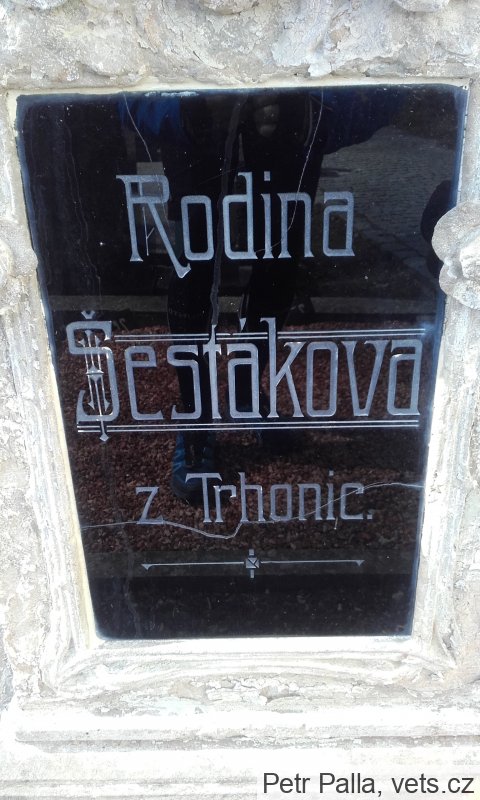 Rodina
Šestákova
z Trhonic.
Petr Palla, vets.cz